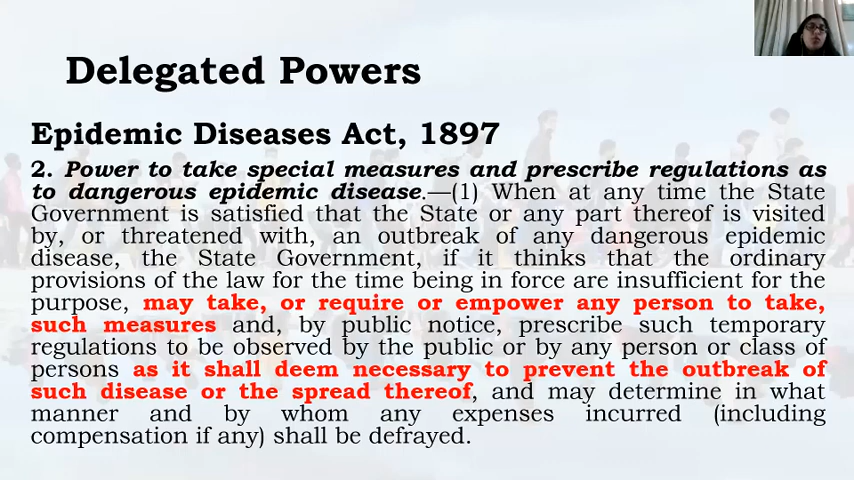 Delegated Powers
Epidemic Diseases Act, 1897
2. Power to take special measures and prescribe regulations as
to dangerous epidemic disease.—(1) When at any time the State
Government is satisfied that the State or any part thereof is visited
by, or threatened with, an outbreak of any dangerous epidemic
disease, the State Government, if it thinks that the ordinary
provisions of the law for the time being in force are insufficient for the
purpose, may take, or require or empower any person to take,
such measures and, by public notice, prescribe such temporary
regulations to be observed by the public or by any person or class of
persons as it shall deem necessary to prevent the outbreak of
such disease or the spread thereof, and may determine in what
manner and by whom any expenses incurred (including
compensation if any) shall be defrayed.